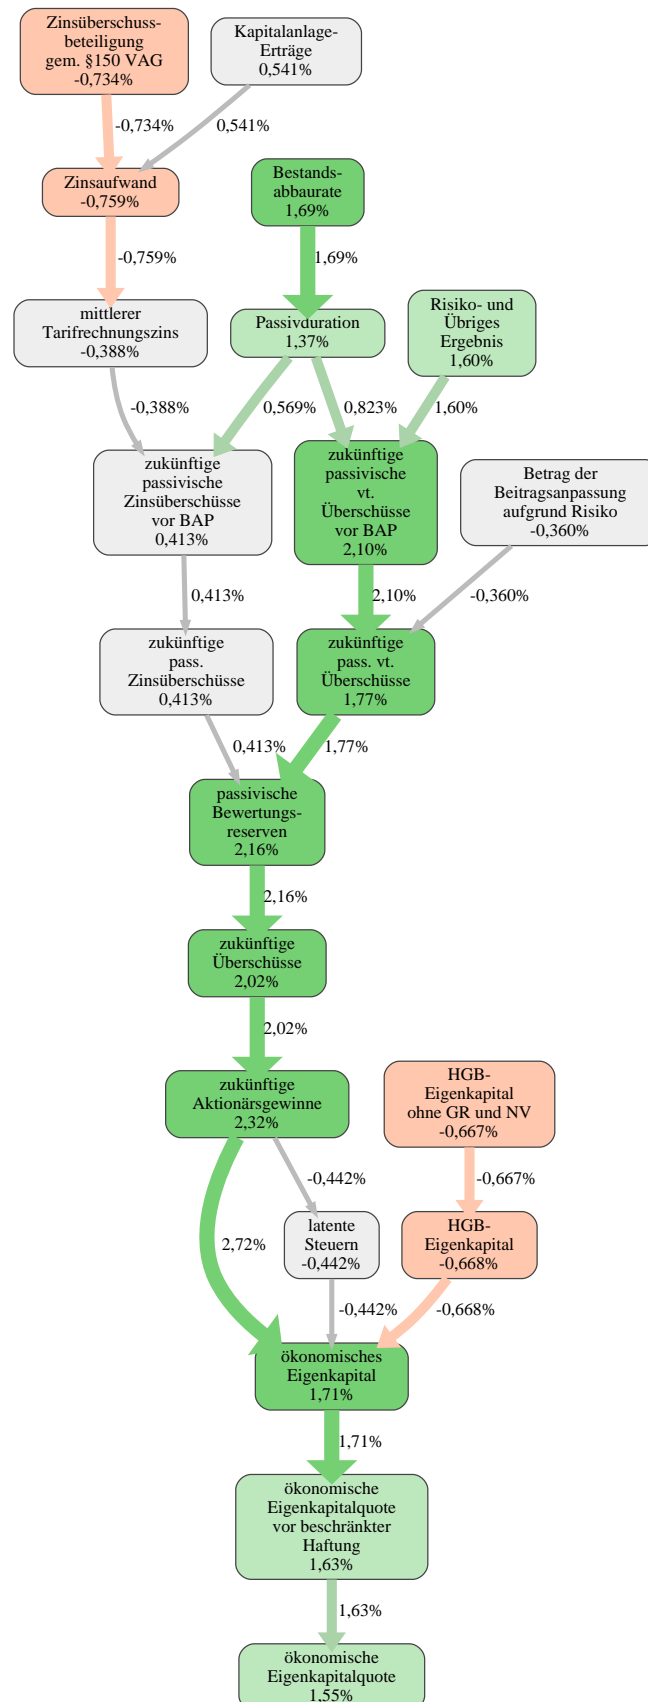 Zinsüberschuss-
beteiligung
gem. §150 VAG
-0,734%
Kapitalanlage-
Erträge
0,541%
-0,734%
0,541%
Zinsaufwand
-0,759%
Bestands-
abbaurate
1,69%
-0,759%
1,69%
mittlerer
Tarifrechnungszins
-0,388%
Passivduration
1,37%
Risiko- und
Übriges
Ergebnis
1,60%
-0,388%
0,569%
0,823%
1,60%
zukünftige
passivische
Zinsüberschüsse
vor BAP
0,413%
zukünftige
passivische
vt.
Überschüsse
vor BAP
2,10%
Betrag der
Beitragsanpassung
aufgrund Risiko
-0,360%
0,413%
2,10%
-0,360%
zukünftige
pass.
Zinsüberschüsse
0,413%
zukünftige
pass. vt.
Überschüsse
1,77%
0,413%
1,77%
passivische
Bewertungs-
reserven
2,16%
2,16%
zukünftige
Überschüsse
2,02%
2,02%
zukünftige
Aktionärsgewinne
2,32%
HGB-
Eigenkapital
ohne GR und NV
-0,667%
-0,442%
-0,667%
2,72%
latente
Steuern
-0,442%
HGB-
Eigenkapital
-0,668%
-0,442%
-0,668%
ökonomisches
Eigenkapital
1,71%
1,71%
ökonomische
Eigenkapitalquote
vor beschränkter
Haftung
1,63%
1,63%
ökonomische
Eigenkapitalquote
1,55%